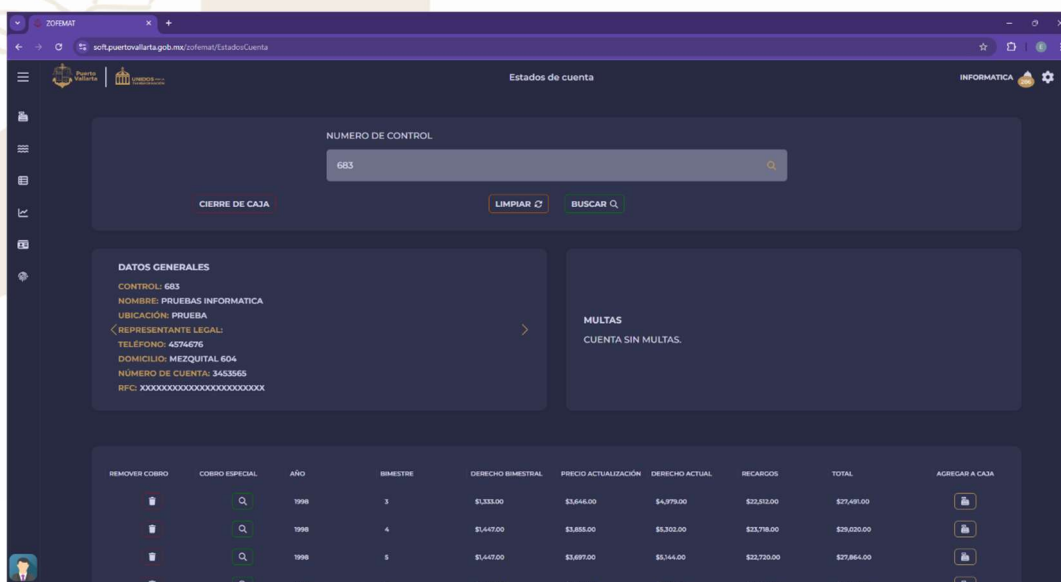 ZOFEMAT
soft.puertovallarta.gob.mx/zofemat/EstadosCuenta
Puerto Vallarta
UNIDOS
Estados de cuenta
INFORMATICA
NUMERO DE CONTROL
683
CIERRE DE CAJA
LIMPIAR
BUSCAR
DATOS GENERALES
CONTROL: 683
NOMBRE: PRUEBAS INFORMATICA
UBICACIÓN: PRUEBA
REPRESENTANTE LEGAL:
TELÉFONO: 4574676
DOMICILIO: MEZQUITAL 604
NÚMERO DE CUENTA: 3453565
RFC: XXXXXXXXXXXXXXXXXXXXXXXX
MULTAS
CUENTA SIN MULTAS.
REMOVER COBRO COBRO ESPECIAL AÑO BIMESTRE DERECHO BIMESTRAL PRECIO ACTUALIZACIÓN DERECHO ACTUAL RECARGOS TOTAL AGREGAR A CAJA
1998 3 $1,333.00 $3,646.00 $4,979.00 $22,512.00 $27,491.00
1998 4 $1,447.00 $3,855.00 $5,302.00 $23,718.00 $29,020.00
1998 5 $1,447.00 $3,697.00 $5,144.00 $22,720.00 $27,864.00